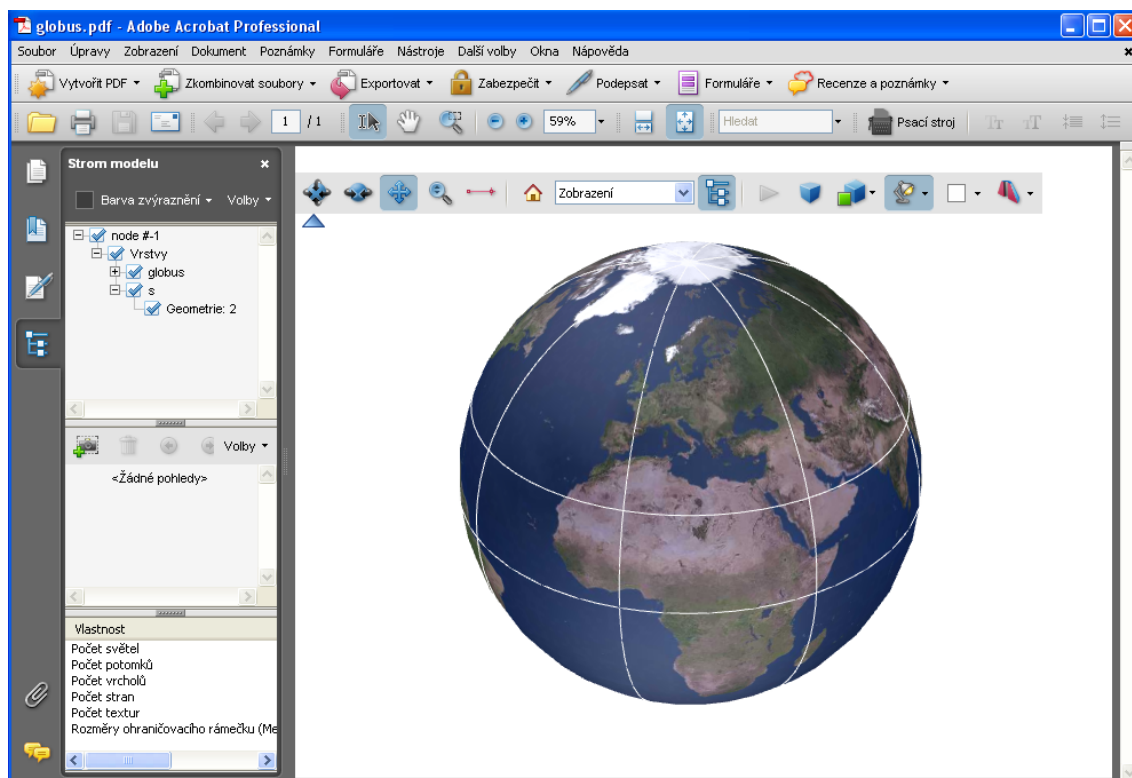 globus.pdf - Adobe Acrobat Professional
Soubor Úpravy Zobrazení Dokument Poznámky Formuláře Nástroje Další volby Okna Nápověda
Vytvořit PDF Zkombinovat soubory Exportovat Zabezpečit Podepsat Formuláře Recenze a poznámky
1 / 1 59% Hledat Psací stroj
Strom modelu
Barva zvýraznění Volby
Zobrazení
node #-1
Vrstvy
globus
s
Geometrie: 2
Volby
<Žádné pohledy>
Vlastnost
Počet světel
Počet potomků
Počet vrcholů
Počet stran
Počet textur
Rozměry ohraničovacího rámečku (Me